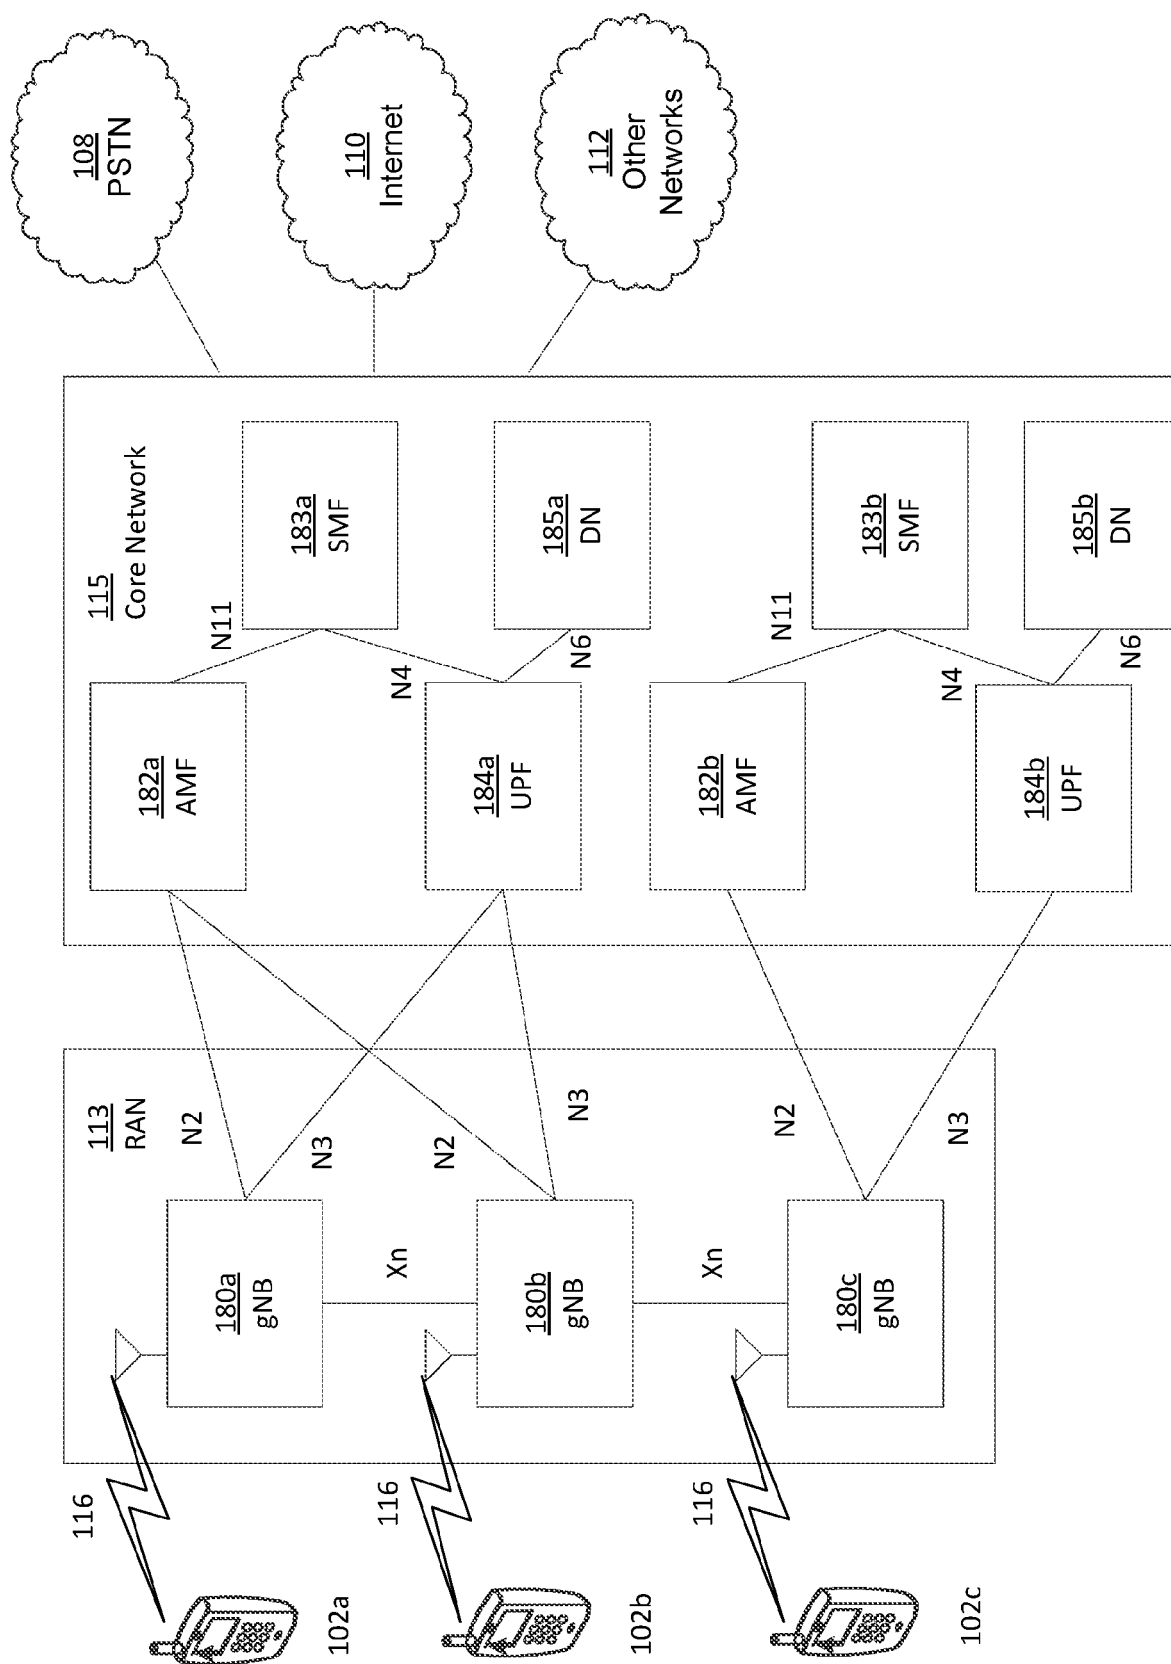 108
PSTN
110
Internet
112
Other
Networks
115
Core Network
N11
183a
SMF
N4
N6
185a
DN
N11
183b
SMF
N4
N6
185b
DN
182a
AMF
184a
UPF
182b
AMF
184b
UPF
113
RAN
N2
N3
N2
N3
N2
N3
180a
gNB
Xn
180b
gNB
Xn
180c
gNB
116
116
116
102a
102b
102c